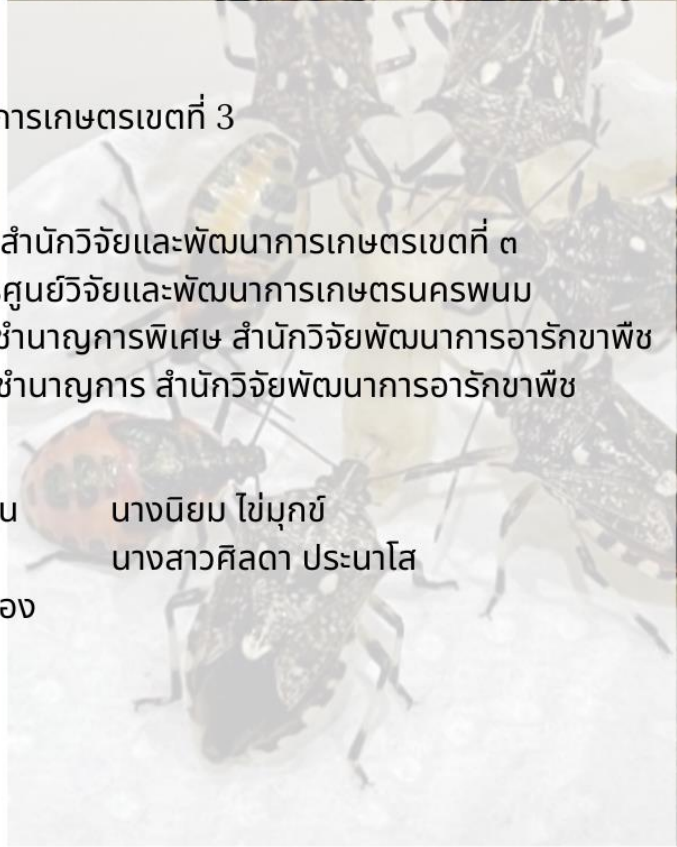 การเกษตรเขตที่ 3
สำนักวิจัยและพัฒนาการเกษตรเขตที่ ๓
ศูนย์วิจัยและพัฒนาการเกษตรนครพนม
ชำนาญการพิเศษ สำนักวิจัยพัฒนาการอารักขาพืช
ชำนาญการ สำนักวิจัยพัฒนาการอารักขาพืช
น นางนิยม ไข่มุกข์
นางสาวศิลดา ประนาโส
อง